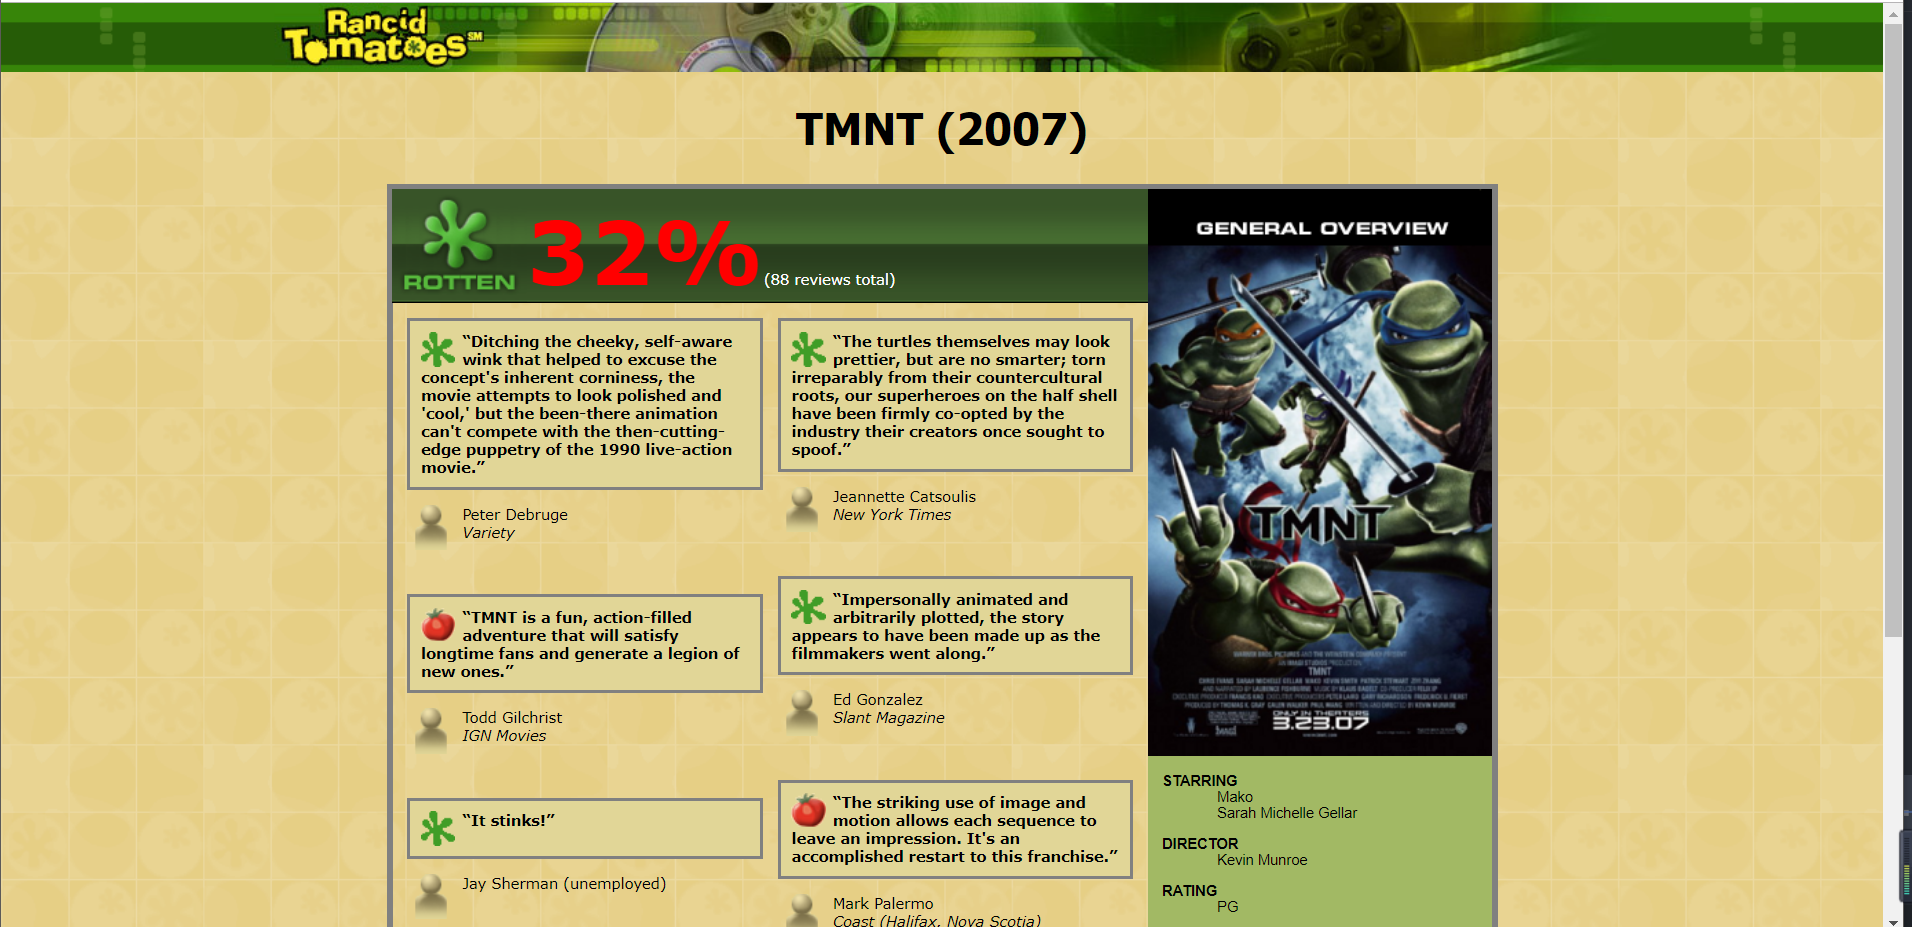 Rancid
Tomatoes SM
TMNT (2007)
ROTTEN
32% (88 reviews total)
“Ditching the cheeky, self-aware
wink that helped to excuse the
concept's inherent corniness, the
movie attempts to look polished and
'cool,' but the been-there animation
can't compete with the then-cutting-
edge puppetry of the 1990 live-action
movie.”
Peter Debruge
Variety
“TMNT is a fun, action-filled
adventure that will satisfy
longtime fans and generate a legion of
new ones.”
Todd Gilchrist
IGN Movies
“It stinks!”
Jay Sherman (unemployed)
“The turtles themselves may look
prettier, but are no smarter; torn
irreparably from their countercultural
roots, our superheroes on the half shell
have been firmly co-opted by the
industry their creators once sought to
spoof.”
Jeannette Catsoulis
New York Times
“Impersonally animated and
arbitrarily plotted, the story
appears to have been made up as the
filmmakers went along.”
Ed Gonzalez
Slant Magazine
“The striking use of image and
motion allows each sequence to
leave an impression. It's an
accomplished restart to this franchise.”
Mark Palermo
Coast (Halifax, Nova Scotia)
GENERAL OVERVIEW
TMNT
TMNT
ONLY IN THEATERS
3.23.07
STARRING
Mako
Sarah Michelle Gellar
DIRECTOR
Kevin Munroe
RATING
PG